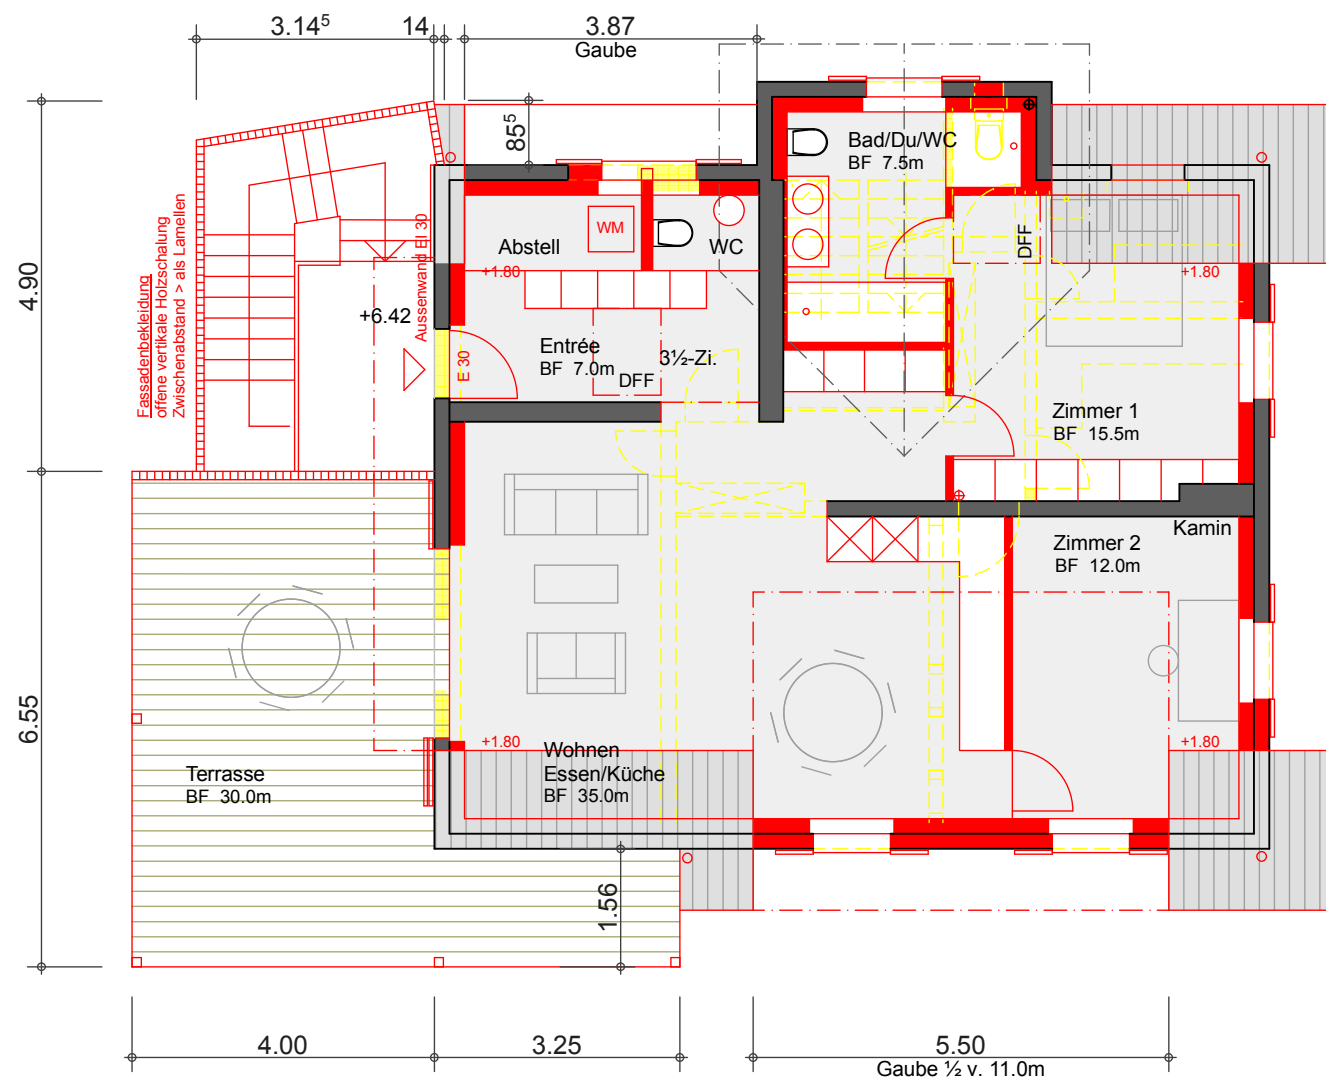 3.14⁵
14
3.87
Gaube
85⁵
4.90
6.55
Fassadenbekleidung
offene vertikale Holzschalung
Zwischenabstand > als Lamellen
Aussenwand EI 30
+6.42
E 30
Abstell
WM
WC
+1.80
Entrée
BF 7.0m
3½-Zi.
DFF
Bad/Du/WC
BF 7.5m
DFF
+1.80
Zimmer 1
BF 15.5m
Kamin
Zimmer 2
BF 12.0m
+1.80
+1.80
Wohnen
Essen/Küche
BF 35.0m
Terrasse
BF 30.0m
1.56
4.00
3.25
5.50
Gaube ½ v. 11.0m